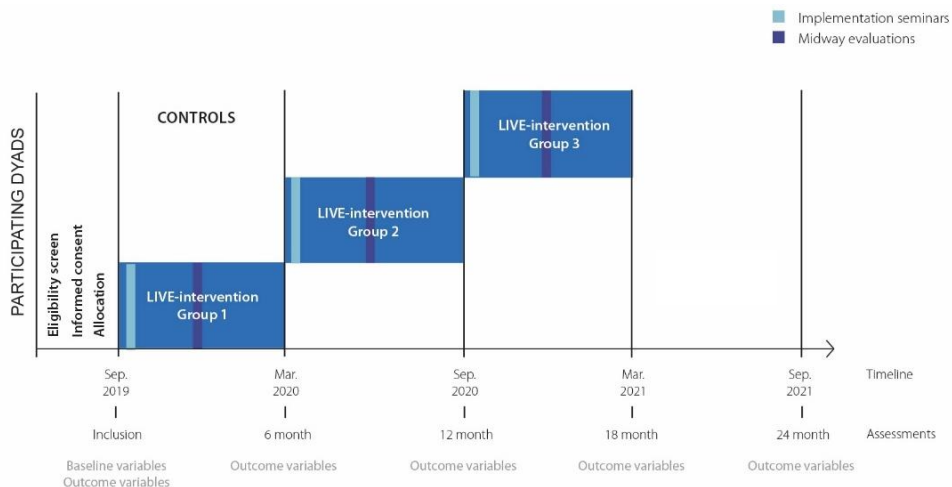 Implementation seminars
Midway evaluations
PARTICIPATING DYADS
Eligibility screen
Informed consent
Allocation
CONTROLS
LIVE-intervention
Group 1
LIVE-intervention
Group 2
LIVE-intervention
Group 3
Sep.
2019
Mar.
2020
Sep.
2020
Mar.
2021
Sep.
2021
Timeline
Inclusion
6 month
12 month
18 month
24 month
Assessments
Baseline variables
Outcome variables
Outcome variables
Outcome variables
Outcome variables
Outcome variables